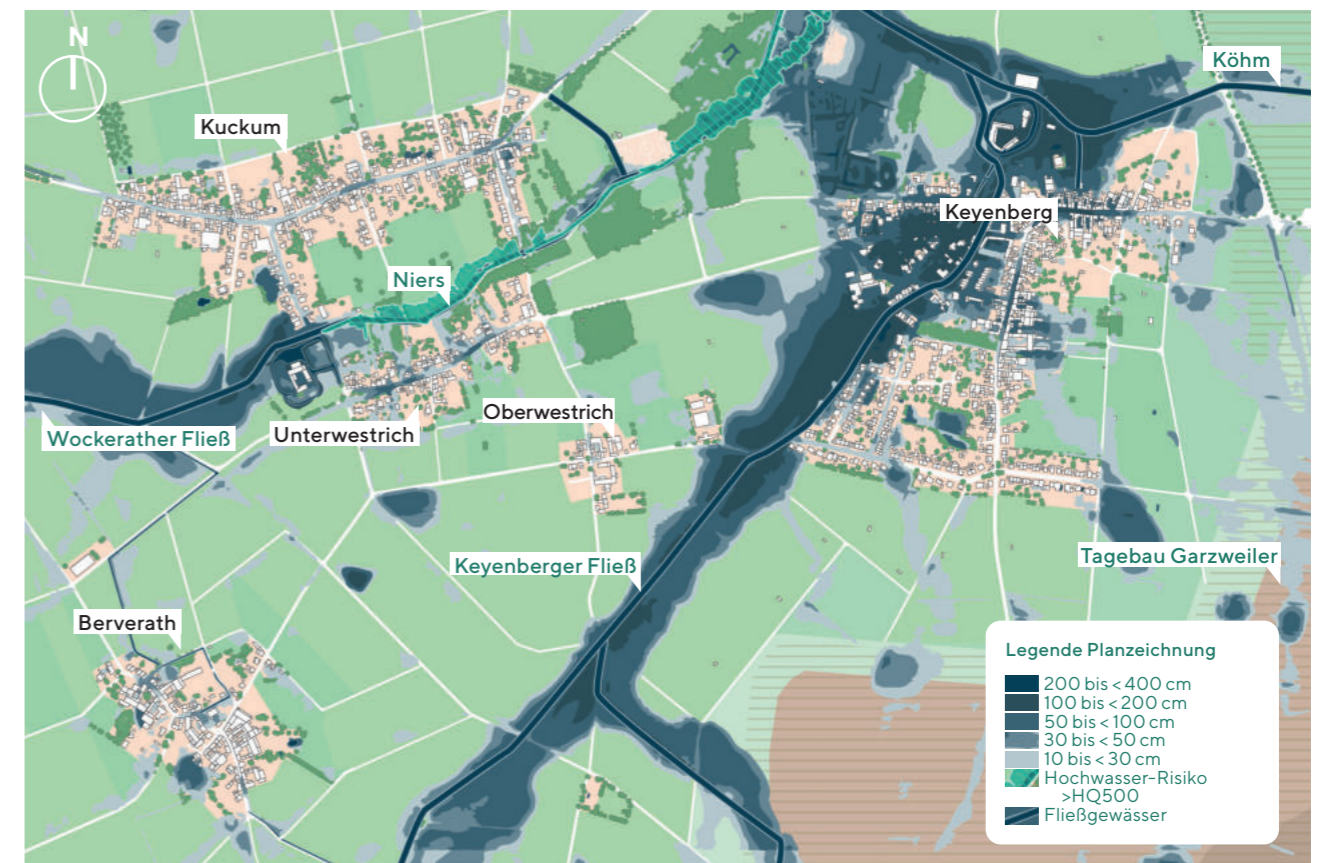 N
Köhm
Kuckum
Keyenberg
Niers
Oberwestrich
Wockerather Fließ
Unterwestrich
Tagebau Garzweiler
Keyenberger Fließ
Berverath
Legende Planzeichnung
200 bis < 400 cm
100 bis < 200 cm
50 bis < 100 cm
30 bis < 50 cm
10 bis < 30 cm
Hochwasser-Risiko
>HQ500
Fließgewässer